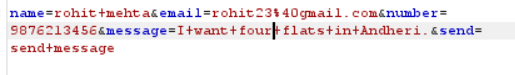 name=rohit+mehta&email=rohit23%40gmail.com&number=
9876213456&message=I+want+four+flats+in+Andheri.&send=
send+message